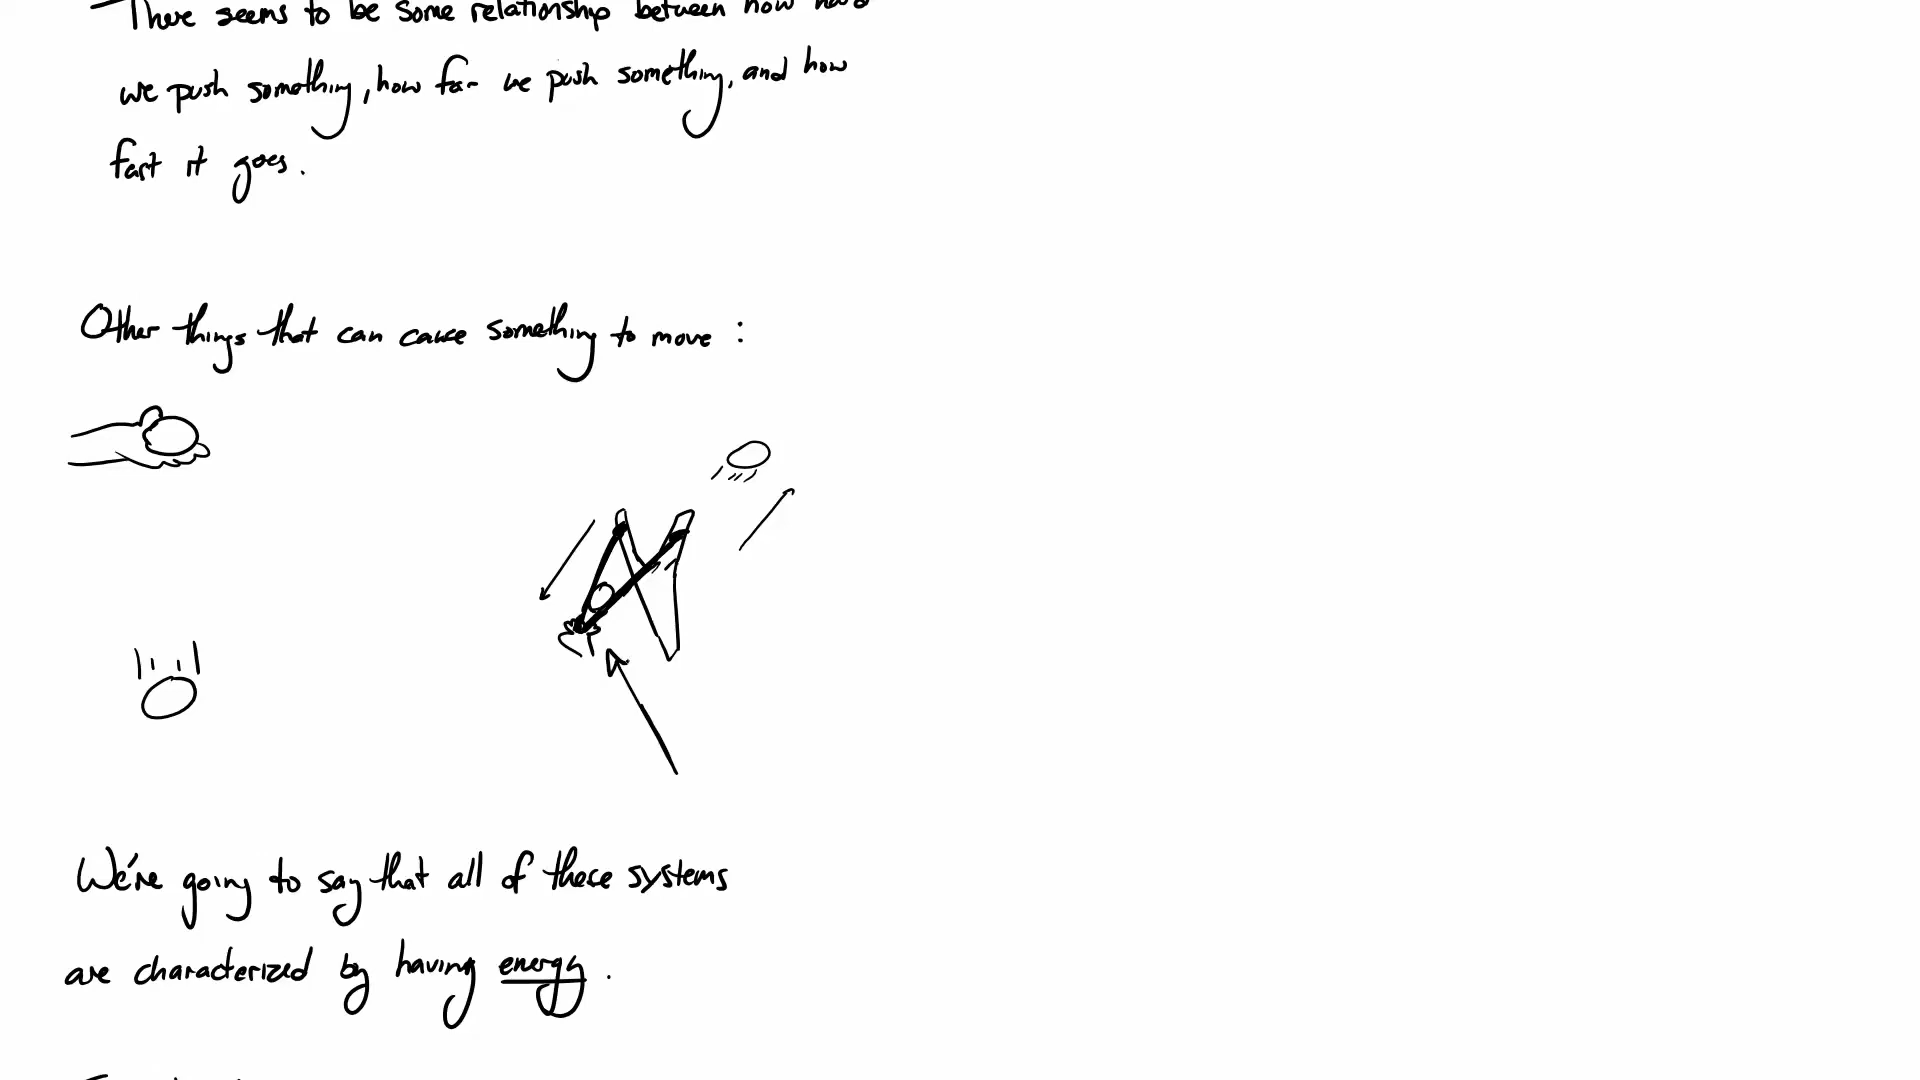 There seems to be some relationship between how hard
we push something, how far we push something, and how
fast it goes.
Other things that can cause something to move :
We're going to say that all of these systems
are characterized by having energy .